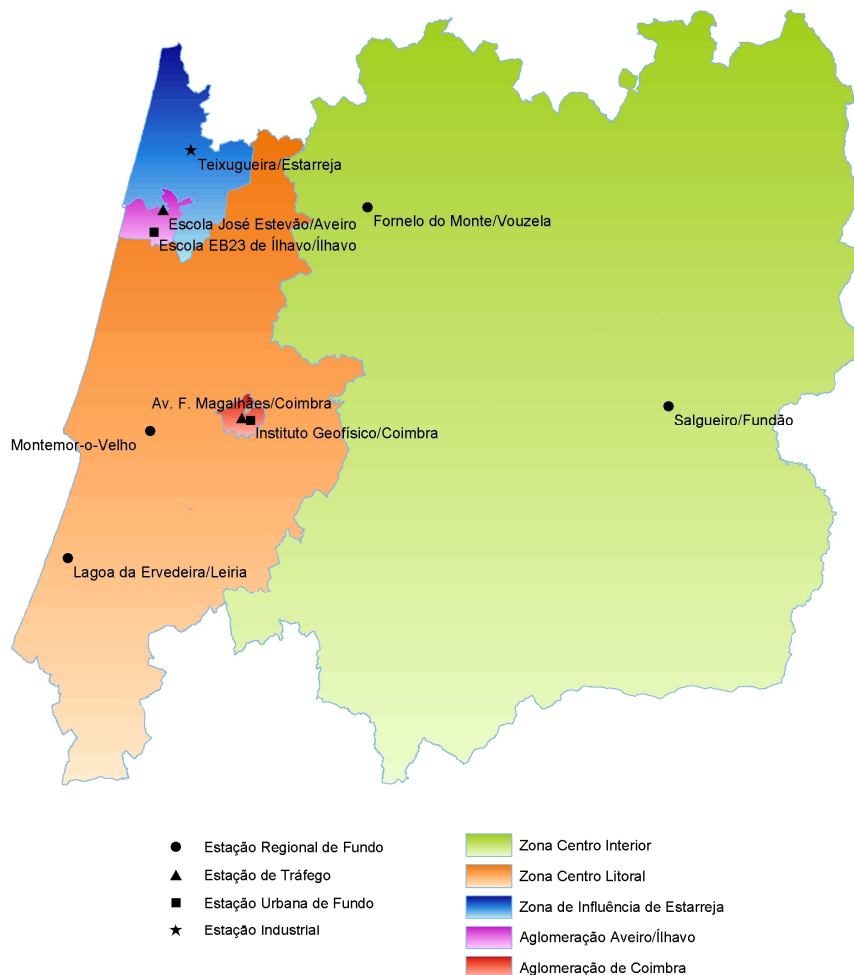 Teixugueira/Estarreja
Escola José Estevão/Aveiro
Fornelo do Monte/Vouzela
Escola EB23 de Ílhavo/Ílhavo
Av. F. Magalhães/Coimbra
Salgueiro/Fundão
Instituto Geofísico/Coimbra
Montemor-o-Velho
Lagoa da Ervedeira/Leiria
Estação Regional de Fundo
Estação de Tráfego
Estação Urbana de Fundo
Estação Industrial
Zona Centro Interior
Zona Centro Litoral
Zona de Influência de Estarreja
Aglomeração Aveiro/Ílhavo
Aglomeração de Coimbra